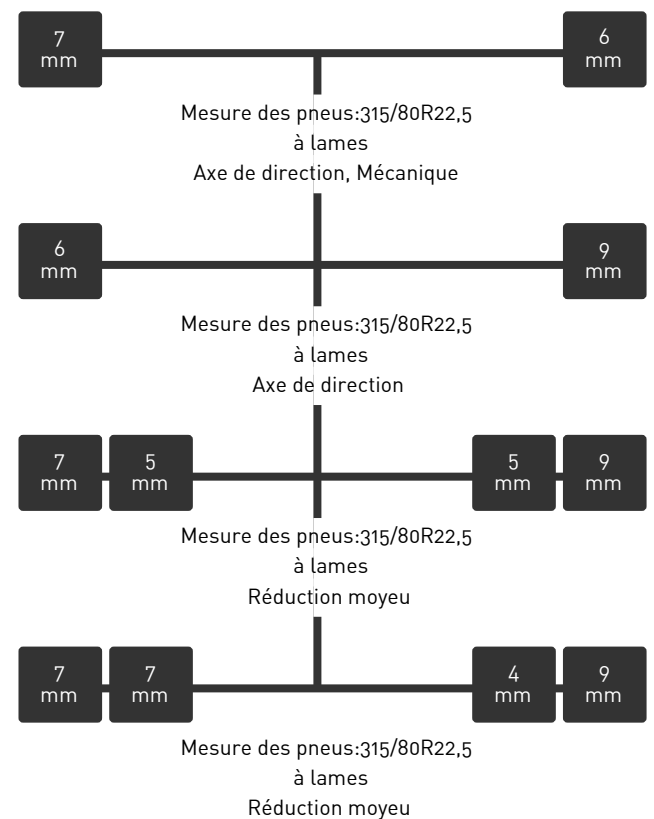 7 6
mm mm
Mesure des pneus:315/80R22,5
à lames
Axe de direction, Mécanique
6 9
mm mm
Mesure des pneus:315/80R22,5
à lames
Axe de direction
7 5 5 9
mm mm mm mm
Mesure des pneus:315/80R22,5
à lames
Réduction moyeu
7 7 4 9
mm mm mm mm
Mesure des pneus:315/80R22,5
à lames
Réduction moyeu